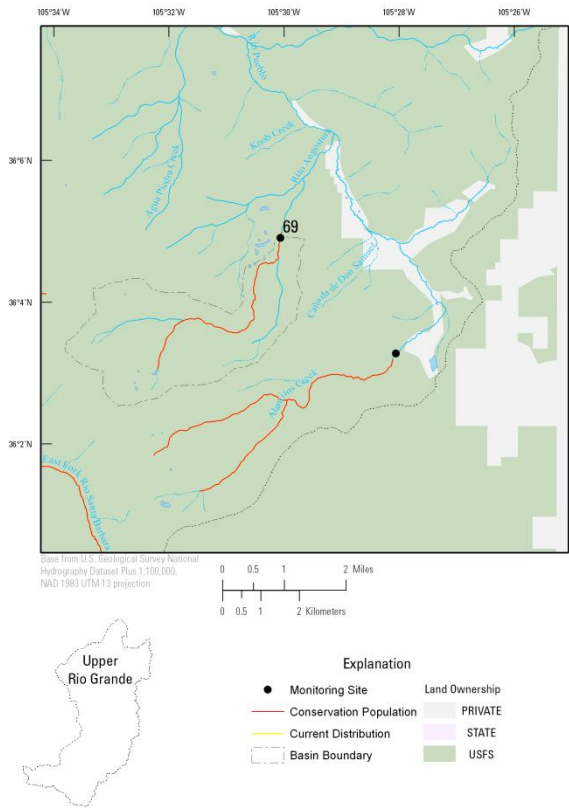 105°34'W
105°32'W
105°30'W
105°28'W
105°26'W
Rio Pueblo
36°6'N
Agua Piedra Creek
Knob Creek
Rito Angostura
69
Cañada de Don Samuel
36°4'N
Alamitos Creek
36°2'N
East Fork Rio Santa Barbara
Base from U.S. Geological Survey National
Hydrography Dataset Plus 1:100,000.
NAD 1983 UTM 13 projection
0 0.5 1 2 Miles
0 0.5 1 2 Kilometers
Upper
Rio Grande
Explanation
Monitoring Site
Conservation Population
Current Distribution
Basin Boundary
Land Ownership
PRIVATE
STATE
USFS